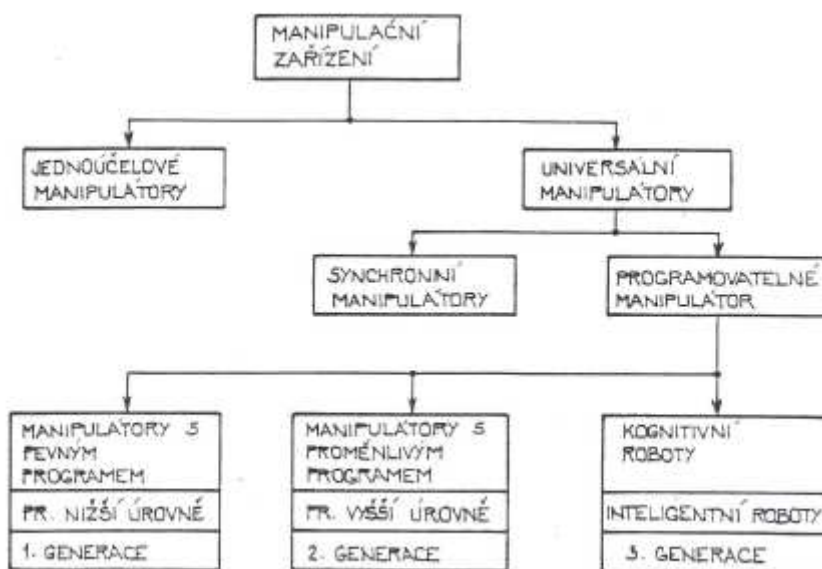 MANIPULAČNÍ
ZAŘÍZENÍ
JEDNOÚČELOVÉ
MANIPULÁTORY
UNIVERSÁLNÍ
MANIPULÁTORY
SYNCHRONNÍ
MANIPULÁTORY
PROGRAMOVATELNÉ
MANIPULÁTOR
MANIPULÁTORY S
PEVNÝM
PROGRAMEM
PR. NIŽŠÍ ÚROVNĚ
1. GENERACE
MANIPULÁTORY S
PROMĚNLIVÝM
PROGRAMEM
PR. VYŠŠÍ ÚROVNĚ
2. GENERACE
KOGNITIVNÍ
ROBOTY
INTELIGENTNÍ ROBOTY
3. GENERACE